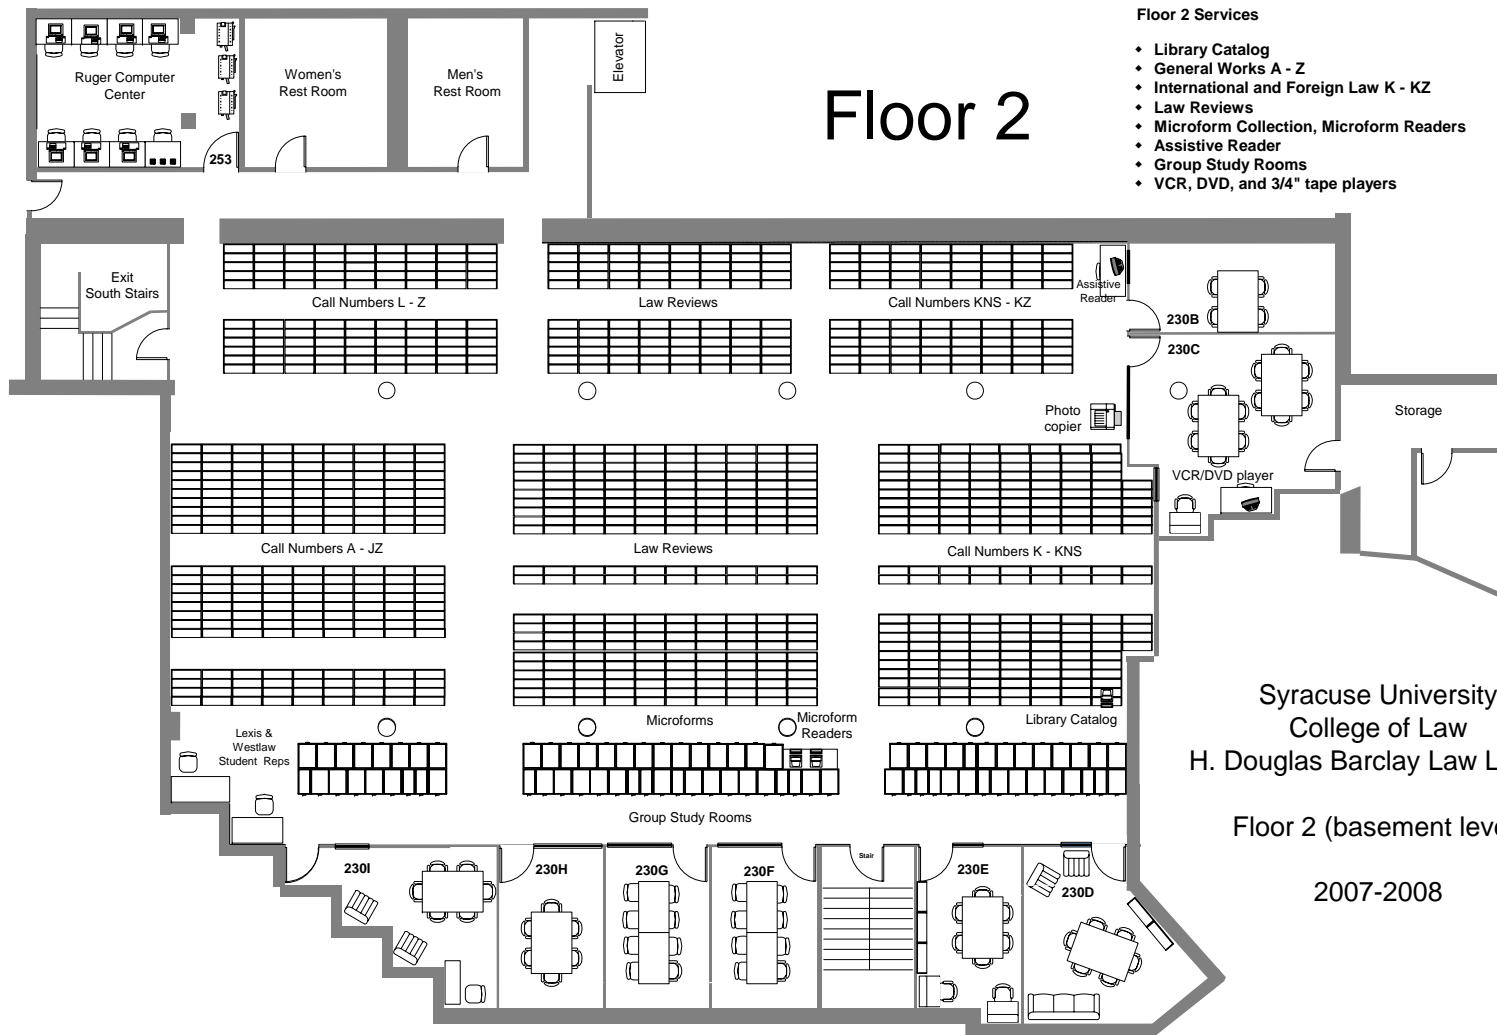 Floor 2 Services
Library Catalog
General Works A - Z
International and Foreign Law K - KZ
Law Reviews
Microform Collection, Microform Readers
Assistive Reader
Group Study Rooms
VCR, DVD, and 3/4" tape players
Floor 2
Elevator
Ruger Computer
Center
Women's
Rest Room
Men's
Rest Room
253
Exit
South Stairs
Call Numbers L - Z
Law Reviews
Call Numbers KNS - KZ
Assistive
Reader
230B
230C
Photo
copier
Storage
VCR/DVD player
Call Numbers A - JZ
Law Reviews
Call Numbers K - KNS
Microforms
Microform
Readers
Library Catalog
Lexis &
Westlaw
Student Reps
Group Study Rooms
230I
230H
230G
230F
Stair
230E
230D
Syracuse University
College of Law
H. Douglas Barclay Law L
Floor 2 (basement leve
2007-2008